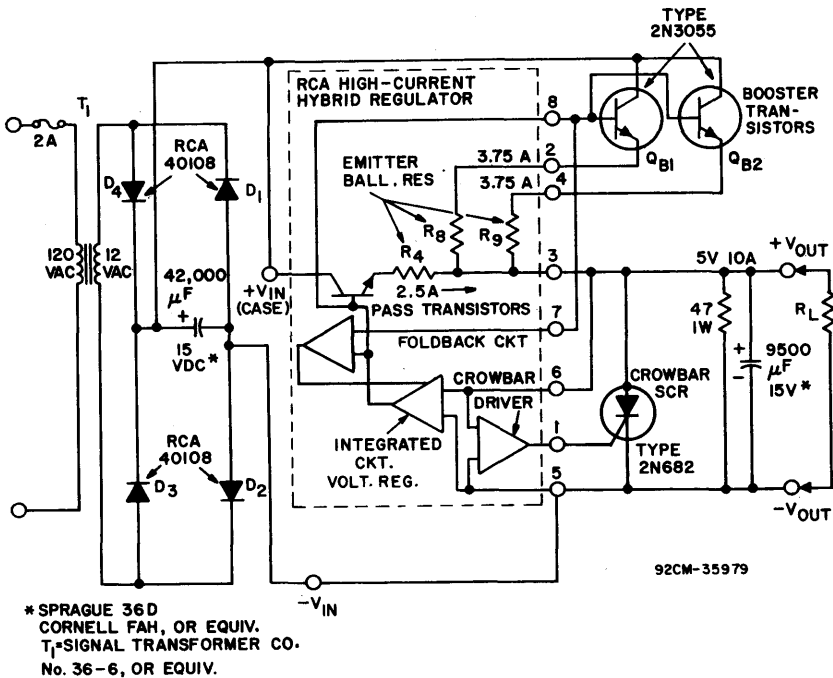 TYPE
2N3055
RCA HIGH-CURRENT
HYBRID REGULATOR
BOOSTER
TRAN-
SISTORS
T1
2A
RCA
40108
D4
D1
8
2
4
3.75 A
3.75 A
QB1
QB2
EMITTER
BALL. RES
R8
R9
R4
120
VAC
12
VAC
42,000
µF
+
15
VDC*
+VIN
(CASE)
2.5A
PASS TRANSISTORS
3
5V 10A
+VOUT
FOLDBACK CKT
7
47
1W
RL
CROWBAR
6
DRIVER
CROWBAR
SCR
+
-
9500
µF
15V*
INTEGRATED
CKT.
VOLT. REG.
1
TYPE
2N682
5
RCA
40108
D3
D2
-VOUT
-VIN
92CM-35979
* SPRAGUE 36D
CORNELL FAH, OR EQUIV.
T1=SIGNAL TRANSFORMER CO.
No. 36-6, OR EQUIV.